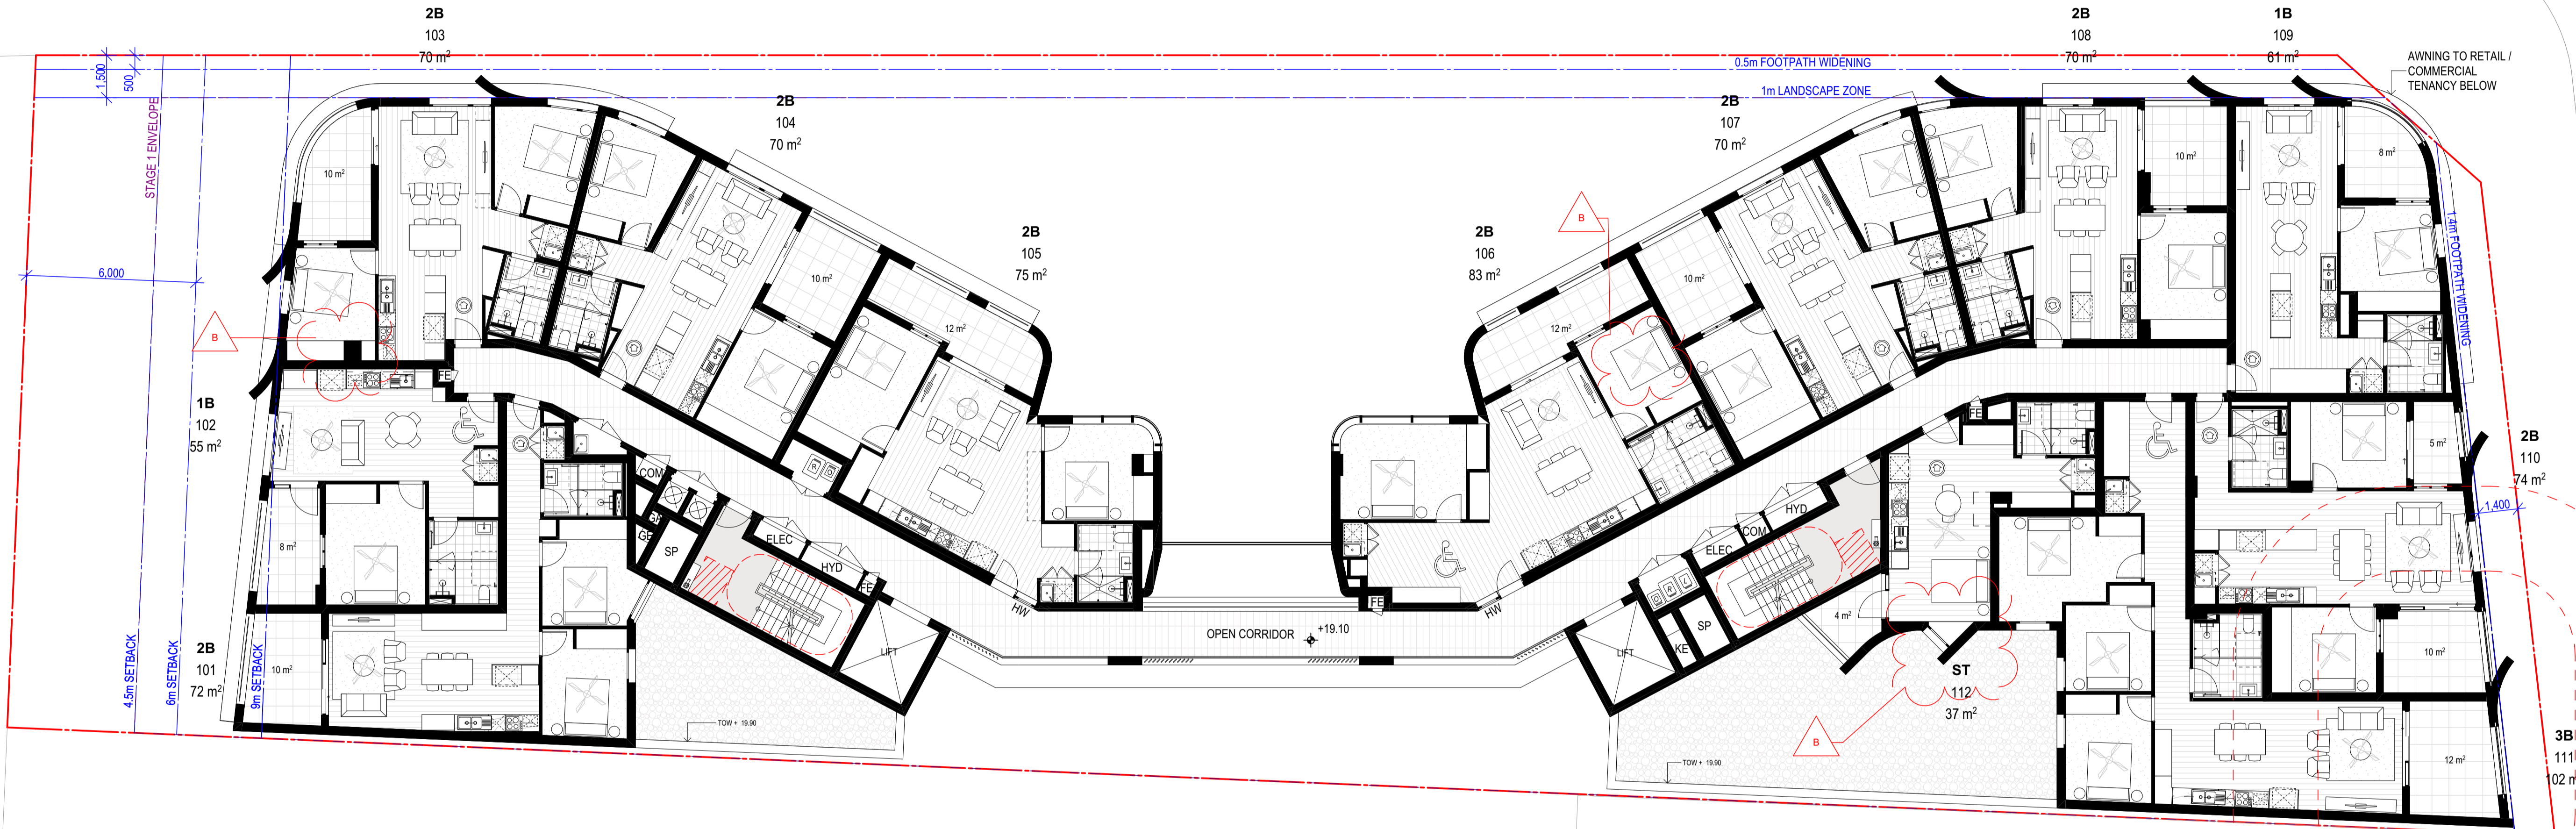 2B
103
70 m²
2B
108
70 m²
1B
109
61 m²
AWNING TO RETAIL /
COMMERCIAL
TENANCY BELOW
0.5m FOOTPATH WIDENING
1m LANDSCAPE ZONE
1,500
500
STAGE 1 ENVELOPE
2B
104
70 m²
2B
107
70 m²
10 m²
10 m²
8 m²
2B
105
75 m²
2B
106
83 m²
B
1.4m FOOTPATH WIDENING
6,000
10 m²
10 m²
12 m²
12 m²
B
FE
1B
102
55 m²
FE
2B
110
74 m²
5 m²
1,400
COM
GA
GE
SP
ELEC
HYD
FE
HYD
COM
ELEC
8 m²
HW
FE
HW
OPEN CORRIDOR
+19.10
SP
KE
LIFT
LIFT
4 m²
2B
101
72 m²
10 m²
4.5m SETBACK
6m SETBACK
9m SETBACK
10 m²
ST
112
37 m²
TOW + 19.90
B
TOW + 19.90
12 m²
3B
111
102 m